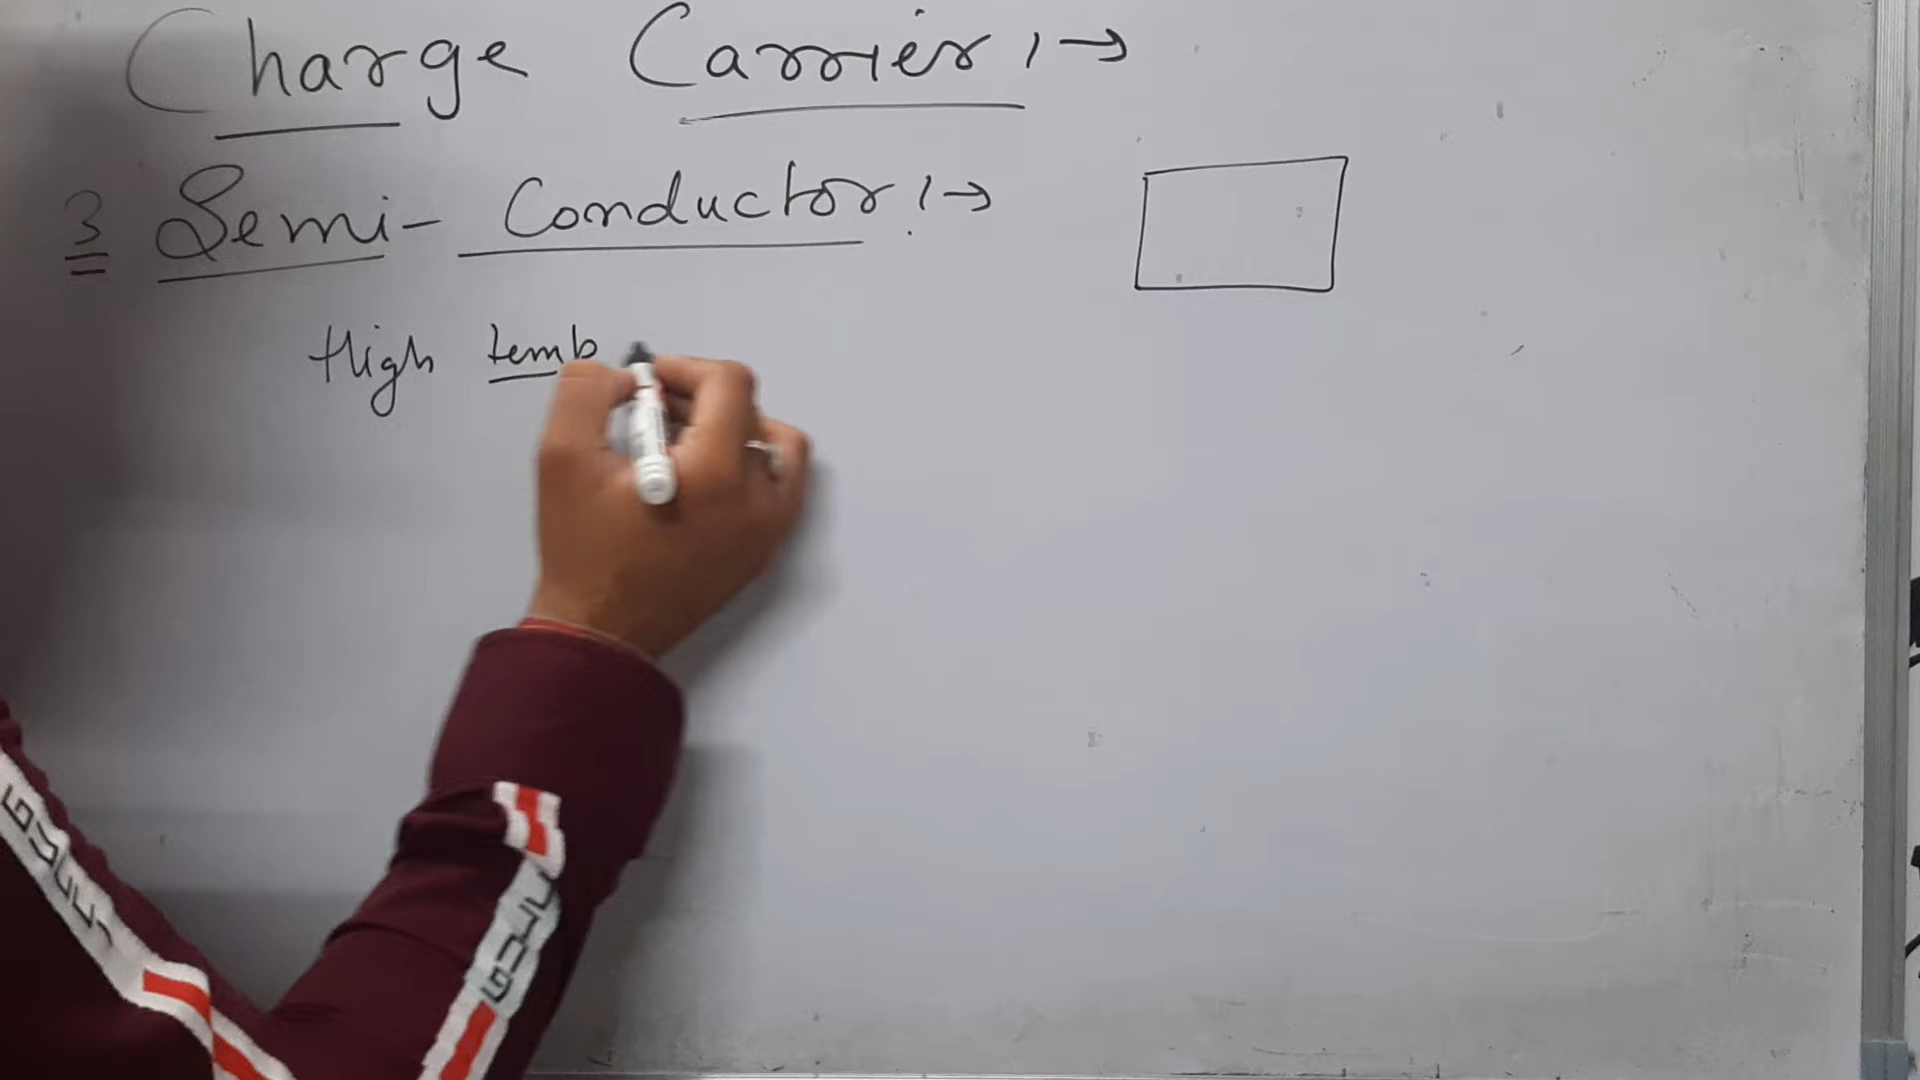 Charge Carrier :→
3 Semi- Conductor :→
High temb